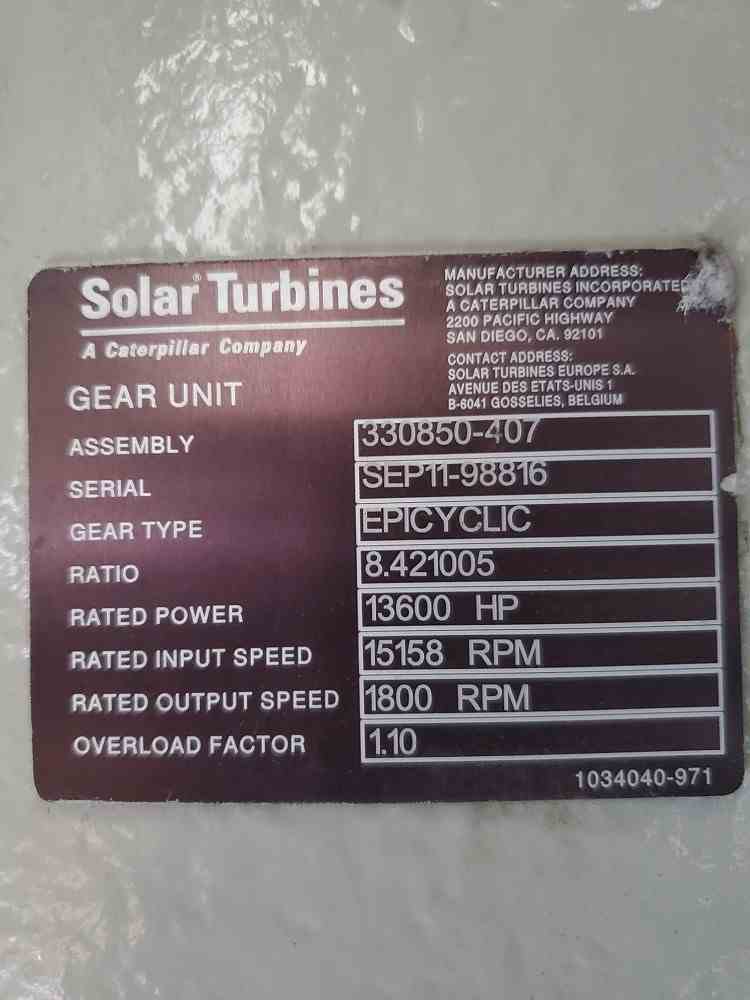 Solar® Turbines
A Caterpillar Company
MANUFACTURER ADDRESS:
SOLAR TURBINES INCORPORATED
A CATERPILLAR COMPANY
2200 PACIFIC HIGHWAY
SAN DIEGO, CA. 92101
CONTACT ADDRESS:
SOLAR TURBINES EUROPE S.A.
AVENUE DES ETATS-UNIS 1
B-6041 GOSSELIES, BELGIUM
GEAR UNIT
ASSEMBLY 330850-407
SERIAL SEP11-98816
GEAR TYPE EPICYCLIC
RATIO 8.421005
RATED POWER 13600 HP
RATED INPUT SPEED 15158 RPM
RATED OUTPUT SPEED 1800 RPM
OVERLOAD FACTOR 1.10
1034040-971